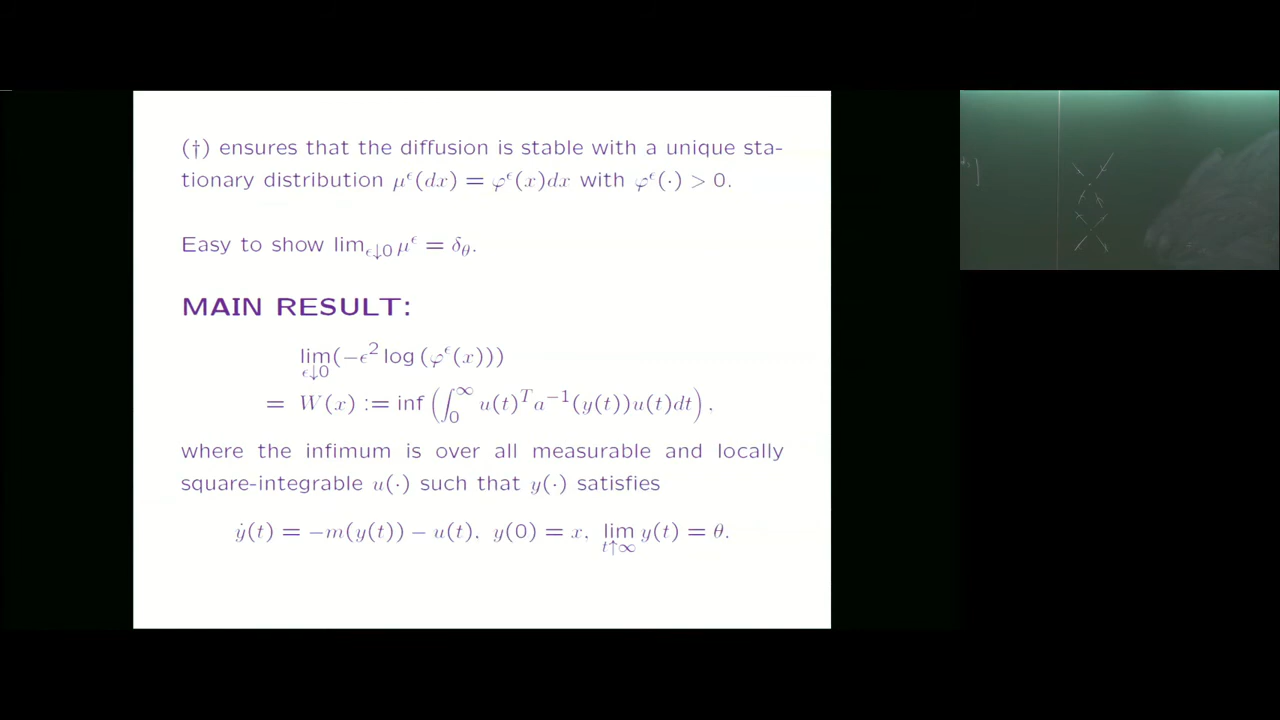 (†) ensures that the diffusion is stable with a unique sta-
tionary distribution μ^ϵ(dx) = φ^ϵ(x)dx with φ^ϵ(·) > 0.
Easy to show lim_{ϵ↓0} μ^ϵ = δ_θ.
MAIN RESULT:
lim_{ϵ↓0}(−ϵ² log (φ^ϵ(x)))
= W(x) := inf (∫_0^∞ u(t)^T a^{−1}(y(t))u(t)dt),
where the infimum is over all measurable and locally
square-integrable u(·) such that y(·) satisfies
ẏ(t) = −m(y(t)) − u(t), y(0) = x, lim_{t↑∞} y(t) = θ.